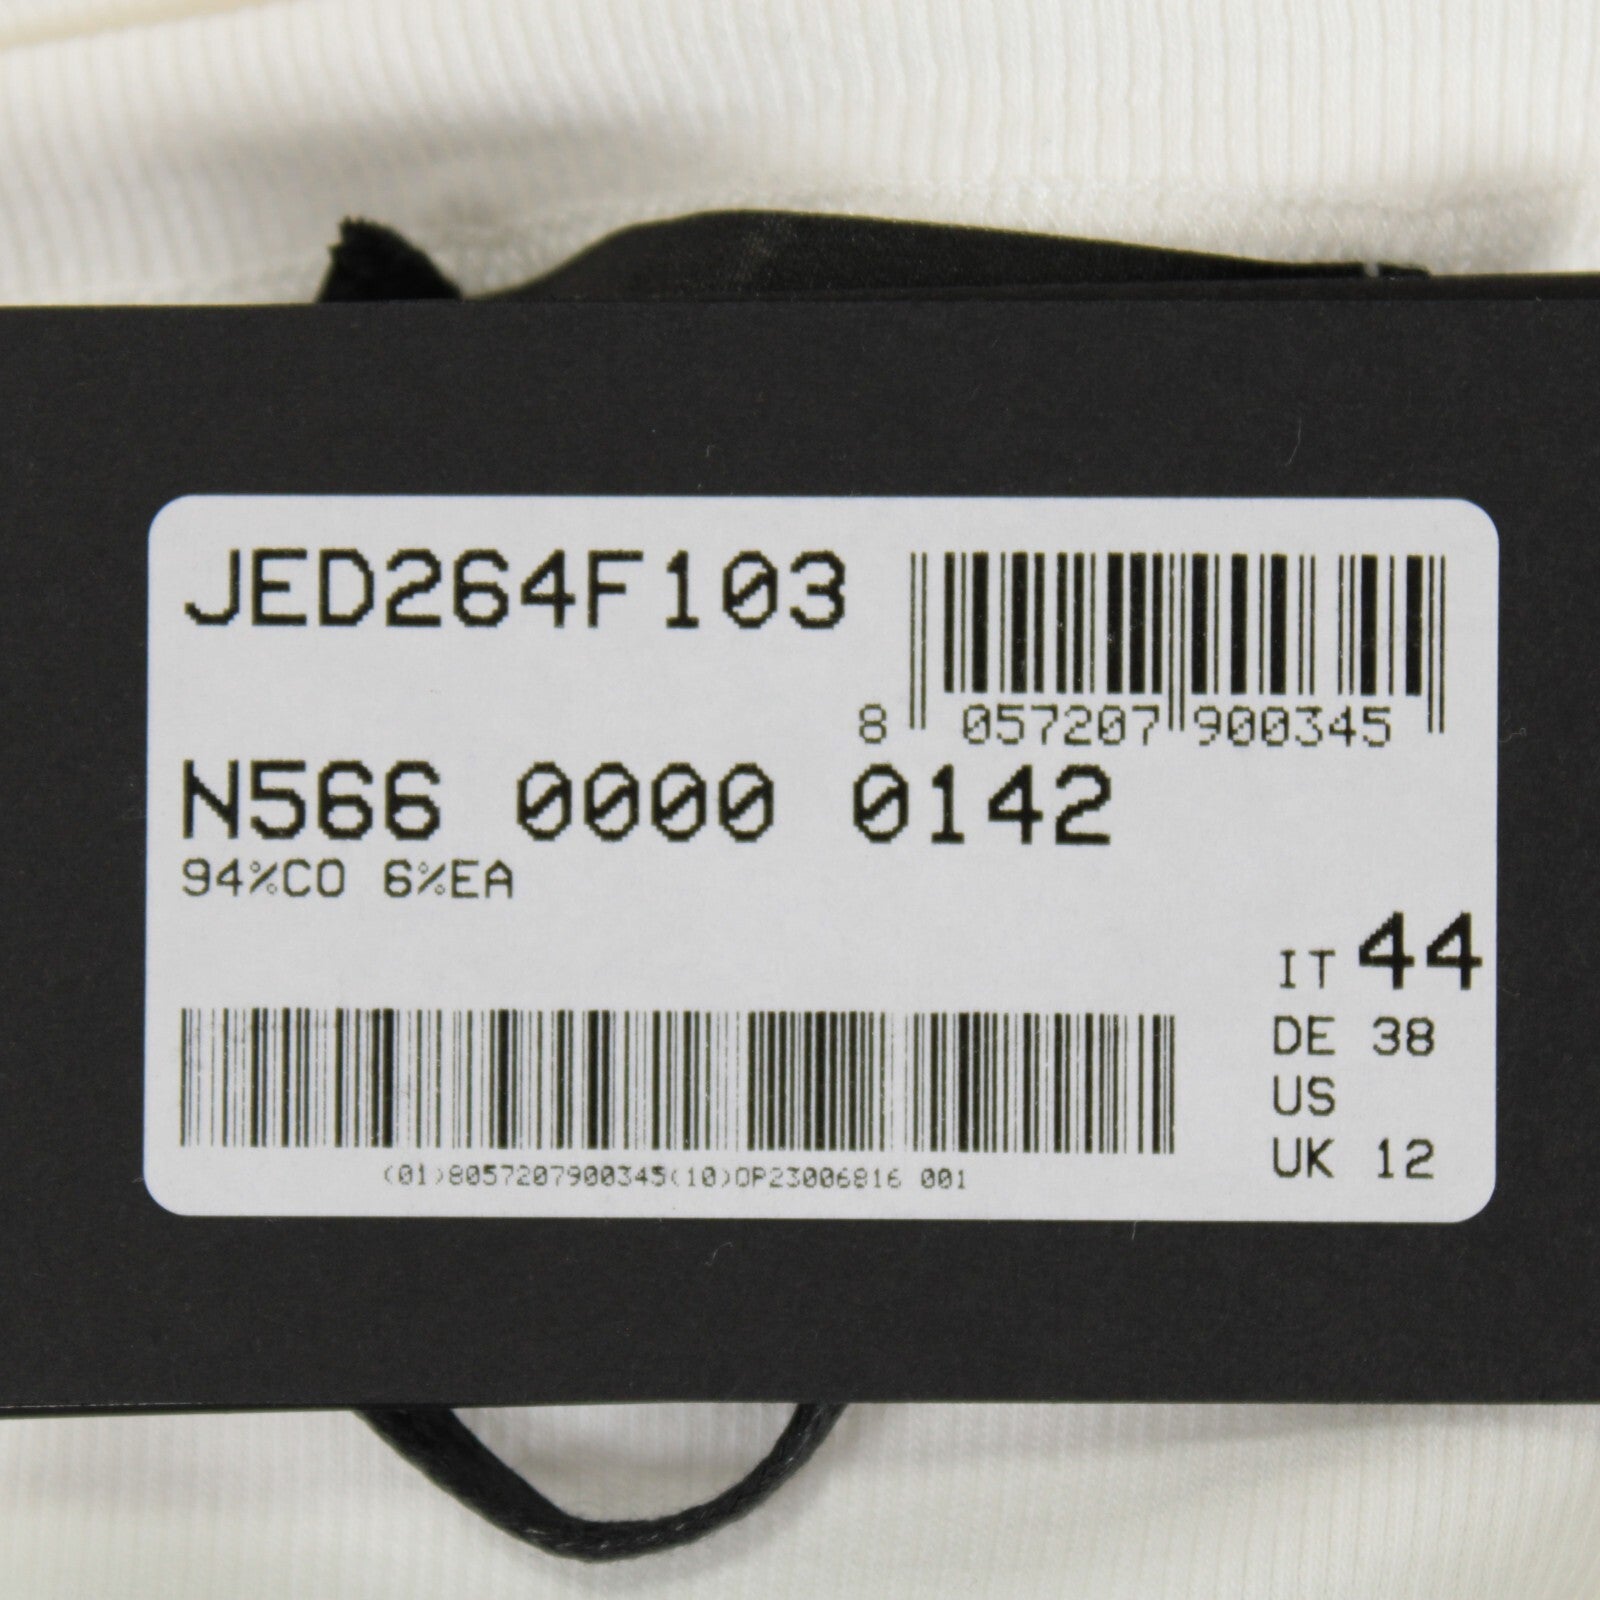 JED264F103
8 057207 900345
N566 0000 0142
94%CO 6%EA
IT 44
DE 38
US
UK 12
(01)8057207900345(10)OP23006816 001